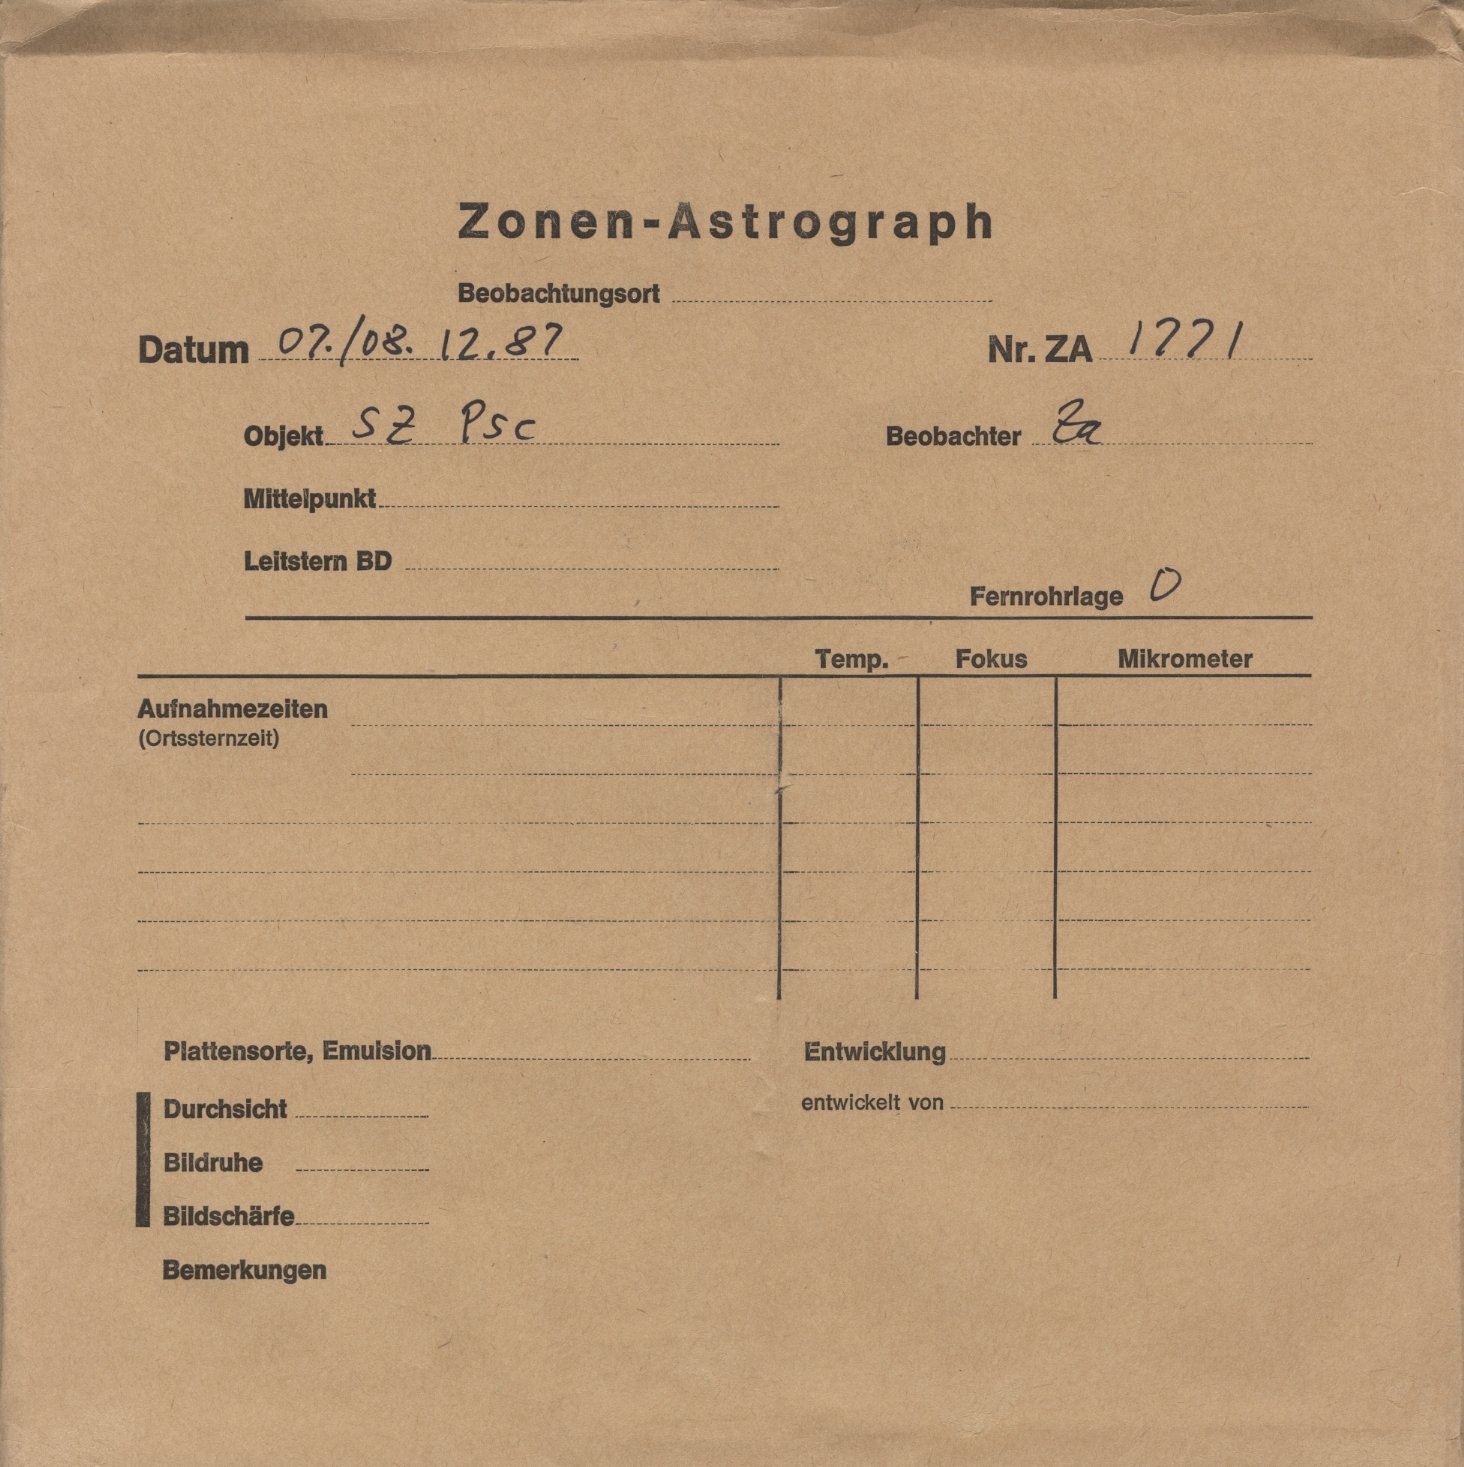 Zonen-Astrograph
Beobachtungsort
Datum 07./08. 12.87 Nr. ZA 1771
Objekt SZ Psc Beobachter Za
Mittelpunkt
Leitstern BD
Fernrohrlage O
Temp. Fokus Mikrometer
Aufnahmezeiten
(Ortssternzeit)
Plattensorte, Emulsion Entwicklung
Durchsicht entwickelt von
Bildruhe
Bildschärfe
Bemerkungen